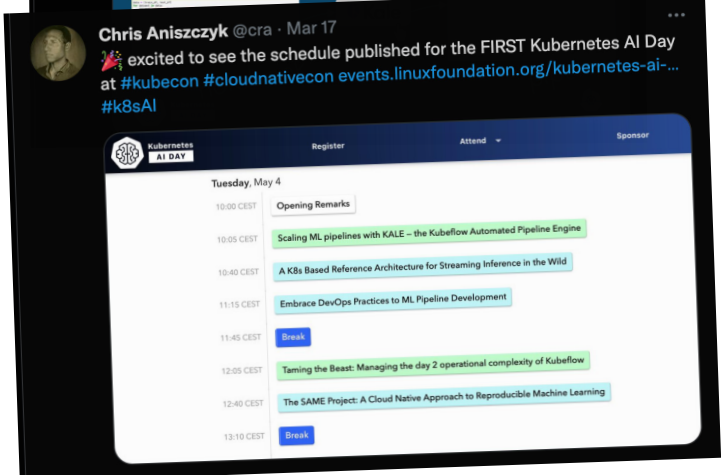 Chris Aniszczyk @cra · Mar 17
🎉 excited to see the schedule published for the FIRST Kubernetes AI Day
at #kubecon #cloudnativecon events.linuxfoundation.org/kubernetes-ai-...
#k8sAI
Kubernetes
AI DAY
Register
Attend
Sponsor
Tuesday, May 4
10:00 CEST Opening Remarks
10:05 CEST Scaling ML pipelines with KALE – the Kubeflow Automated Pipeline Engine
10:40 CEST A K8s Based Reference Architecture for Streaming Inference in the Wild
11:15 CEST Embrace DevOps Practices to ML Pipeline Development
11:45 CEST Break
12:05 CEST Taming the Beast: Managing the day 2 operational complexity of Kubeflow
12:40 CEST The SAME Project: A Cloud Native Approach to Reproducible Machine Learning
13:10 CEST Break